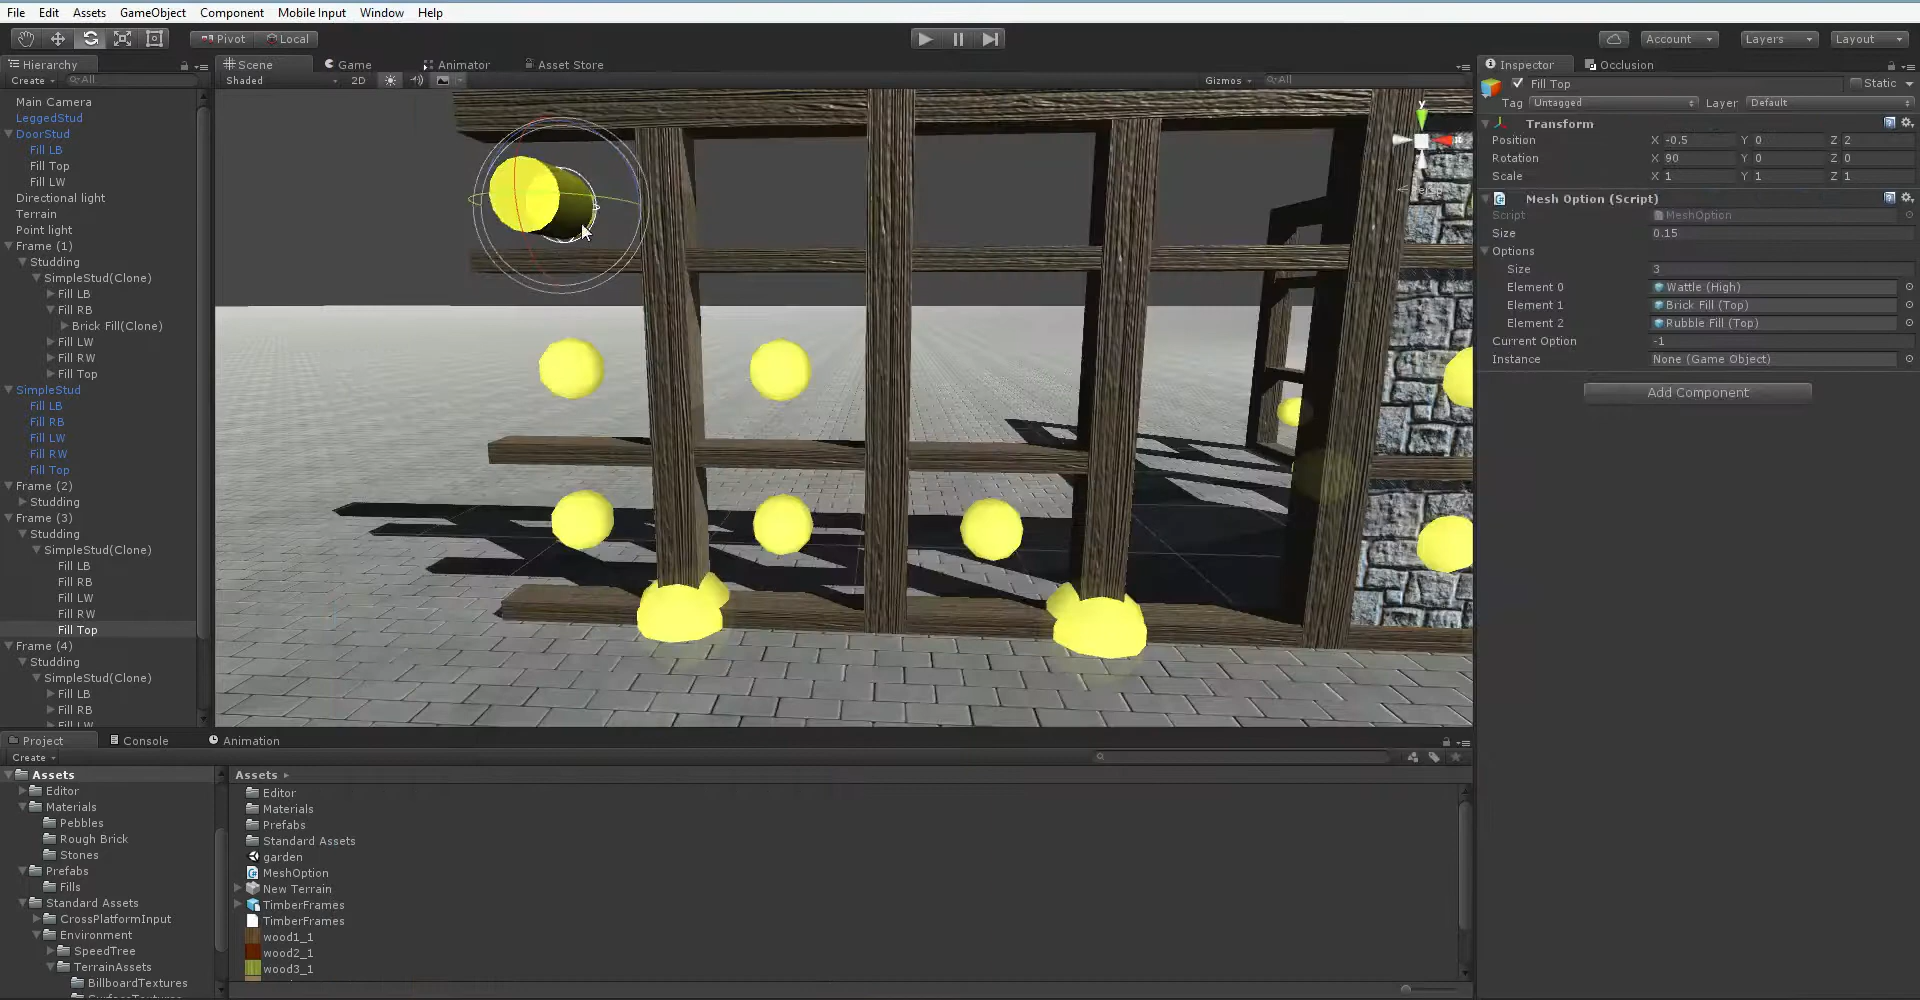 File Edit Assets GameObject Component Mobile Input Window Help
Pivot Local Account Layers Layout
Hierarchy
Create All
Main Camera
LeggedStud
DoorStud
Fill LB
Fill Top
Fill LW
Directional light
Terrain
Point light
Frame (1)
Studding
SimpleStud(Clone)
Fill LB
Fill RB
Brick Fill(Clone)
Fill LW
Fill RW
Fill Top
SimpleStud
Fill LB
Fill RB
Fill LW
Fill RW
Fill Top
Frame (2)
Studding
Frame (3)
Studding
SimpleStud(Clone)
Fill LB
Fill RB
Fill LW
Fill RW
Fill Top
Frame (4)
Studding
SimpleStud(Clone)
Fill LB
Fill RB
Fill LW
Scene Game Animator Asset Store
Shaded 2D Gizmos All
y
Persp
Inspector Occlusion
Fill Top Static
Tag Untagged Layer Default
Transform
Position X -0.5 Y 0 Z 2
Rotation X 90 Y 0 Z 0
Scale X 1 Y 1 Z 1
Mesh Option (Script)
Script MeshOption
Size 0.15
Options
Size 3
Element 0 Wattle (High)
Element 1 Brick Fill (Top)
Element 2 Rubble Fill (Top)
Current Option -1
Instance None (Game Object)
Add Component
Project Console Animation
Create
Assets
Editor
Materials
Pebbles
Rough Brick
Stones
Prefabs
Fills
Standard Assets
CrossPlatformInput
Environment
SpeedTree
TerrainAssets
BillboardTextures
Assets
Editor
Materials
Prefabs
Standard Assets
garden
MeshOption
New Terrain
TimberFrames
TimberFrames
wood1_1
wood2_1
wood3_1